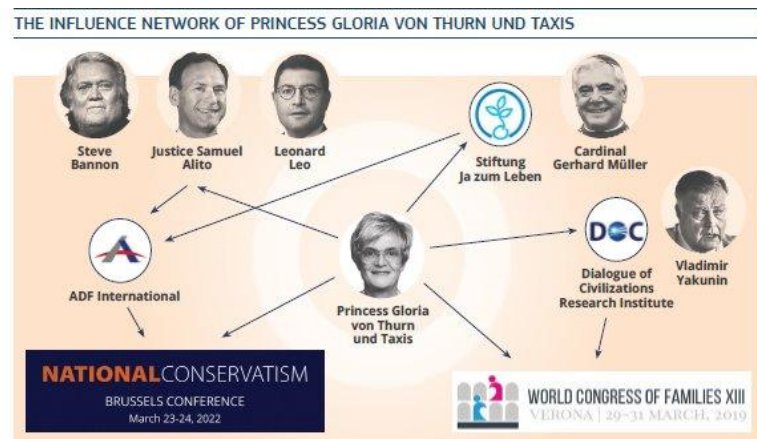 THE INFLUENCE NETWORK OF PRINCESS GLORIA VON THURN UND TAXIS
Steve
Bannon
Justice Samuel
Alito
Leonard
Leo
Stiftung
Ja zum Leben
Cardinal
Gerhard Müller
ADF International
Princess Gloria
von Thurn
und Taxis
DOC
Dialogue of
Civilizations
Research Institute
Vladimir
Yakunin
NATIONALCONSERVATISM
BRUSSELS CONFERENCE
March 23-24, 2022
WORLD CONGRESS OF FAMILIES XIII
VERONA | 29-31 MARCH, 2019